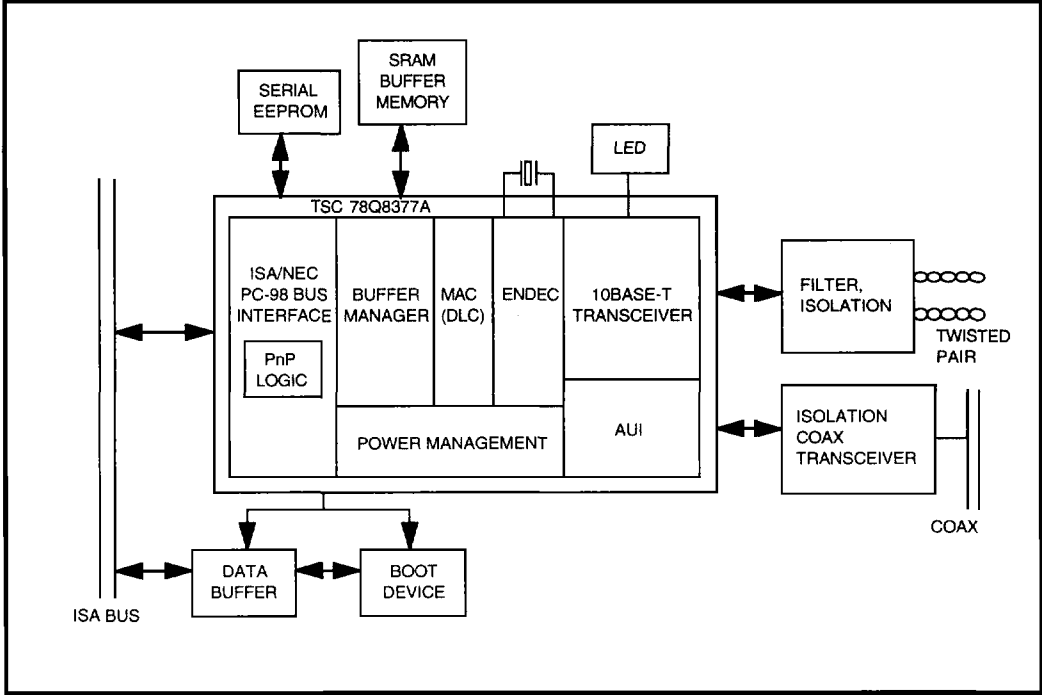 SRAM
BUFFER
MEMORY
SERIAL
EEPROM
LED
TSC 78Q8377A
ISA/NEC
PC-98 BUS
INTERFACE
PnP
LOGIC
BUFFER
MANAGER
MAC
(DLC)
ENDEC
10BASE-T
TRANSCEIVER
POWER MANAGEMENT
AUI
FILTER,
ISOLATION
TWISTED
PAIR
ISOLATION
COAX
TRANSCEIVER
COAX
DATA
BUFFER
BOOT
DEVICE
ISA BUS